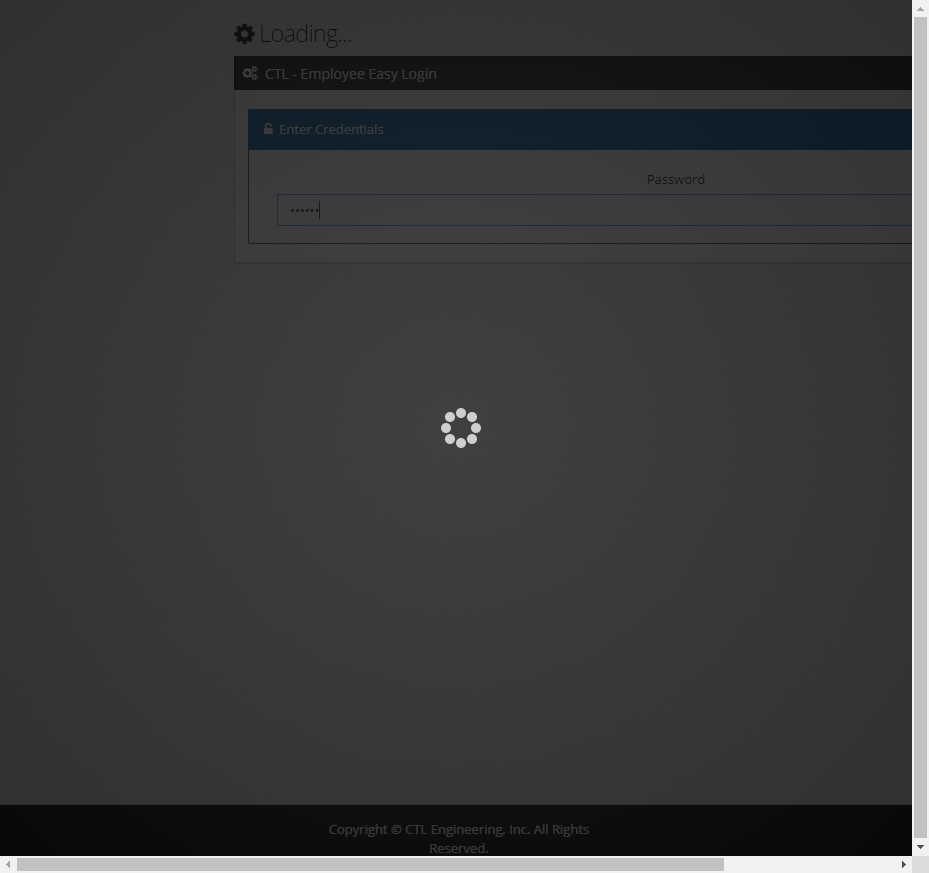 Loading...
CTL - Employee Easy Login
Enter Credentials
Password
••••••
Copyright © CTL Engineering, Inc. All Rights
Reserved.